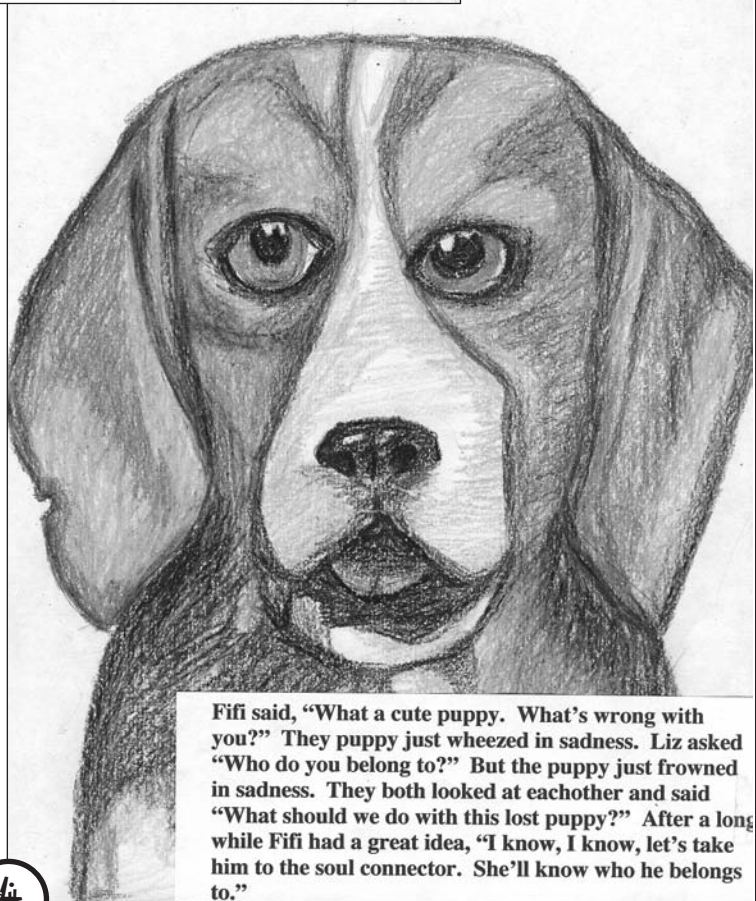 Fifi said, “What a cute puppy.  What’s wrong with
you?”  They puppy just wheezed in sadness.  Liz asked
“Who do you belong to?”  But the puppy just frowned
in sadness.  They both looked at eachother and said
“What should we do with this lost puppy?”  After a long
while Fifi had a great idea, “I know, I know, let’s take
him to the soul connector.  She’ll know who he belongs
to.”